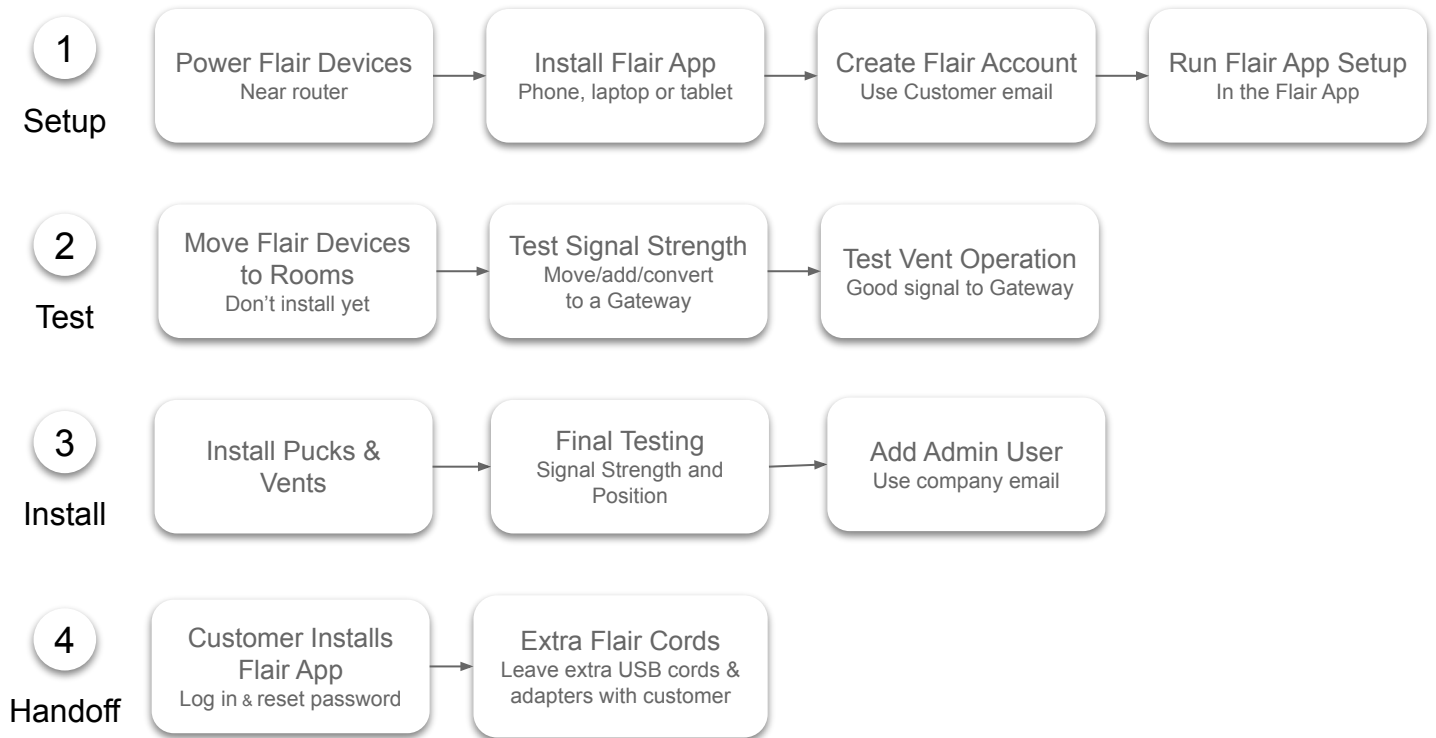 1
Setup
Power Flair Devices
Near router
Install Flair App
Phone, laptop or tablet
Create Flair Account
Use Customer email
Run Flair App Setup
In the Flair App
2
Test
Move Flair Devices
to Rooms
Don’t install yet
Test Signal Strength
Move/add/convert
to a Gateway
Test Vent Operation
Good signal to Gateway
3
Install
Install Pucks &
Vents
Final Testing
Signal Strength and
Position
Add Admin User
Use company email
4
Handoff
Customer Installs
Flair App
Log in & reset password
Extra Flair Cords
Leave extra USB cords &
adapters with customer